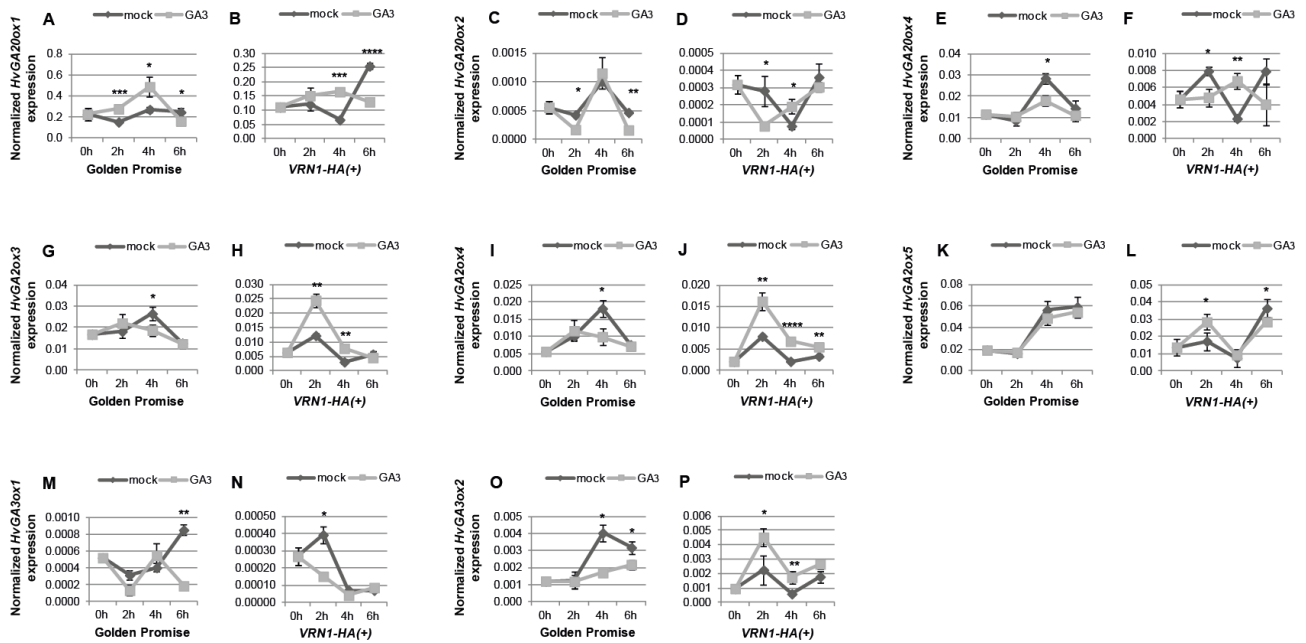 A mock GA3
Normalized HvGA20ox1 expression
0.8
0.6
0.4
0.2
0.0
***
*
*
0h 2h 4h 6h
Golden Promise
B mock GA3
0.30
0.25
0.20
0.15
0.10
0.05
0.00
***
****
0h 2h 4h 6h
VRN1-HA(+)
C mock GA3
Normalized HvGA20ox2 expression
0.0015
0.0010
0.0005
0.0000
*
**
0h 2h 4h 6h
Golden Promise
D mock GA3
0.0005
0.0004
0.0003
0.0002
0.0001
0.0000
*
*
0h 2h 4h 6h
VRN1-HA(+)
E mock GA3
Normalized HvGA20ox4 expression
0.04
0.03
0.02
0.01
0.00
*
0h 2h 4h 6h
Golden Promise
F mock GA3
0.010
0.008
0.006
0.004
0.002
0.000
*
**
0h 2h 4h 6h
VRN1-HA(+)
G mock GA3
Normalized HvGA2ox3 expression
0.04
0.03
0.02
0.01
0.00
*
0h 2h 4h 6h
Golden Promise
H mock GA3
0.030
0.025
0.020
0.015
0.010
0.005
0.000
**
**
0h 2h 4h 6h
VRN1-HA(+)
I mock GA3
Normalized HvGA2ox4 expression
0.025
0.020
0.015
0.010
0.005
0.000
*
0h 2h 4h 6h
Golden Promise
J mock GA3
0.020
0.015
0.010
0.005
0.000
**
****
**
0h 2h 4h 6h
VRN1-HA(+)
K mock GA3
Normalized HvGA2ox5 expression
0.08
0.06
0.04
0.02
0.00
0h 2h 4h 6h
Golden Promise
L mock GA3
0.05
0.04
0.03
0.02
0.01
0.00
*
*
0h 2h 4h 6h
VRN1-HA(+)
M mock GA3
Normalized HvGA3ox1 expression
0.0010
0.0008
0.0006
0.0004
0.0002
0.0000
**
0h 2h 4h 6h
Golden Promise
N mock GA3
0.00050
0.00040
0.00030
0.00020
0.00010
0.00000
*
0h 2h 4h 6h
VRN1-HA(+)
O mock GA3
Normalized HvGA3ox2 expression
0.005
0.004
0.003
0.002
0.001
0.000
*
*
0h 2h 4h 6h
Golden Promise
P mock GA3
0.006
0.005
0.004
0.003
0.002
0.001
0.000
*
**
0h 2h 4h 6h
VRN1-HA(+)